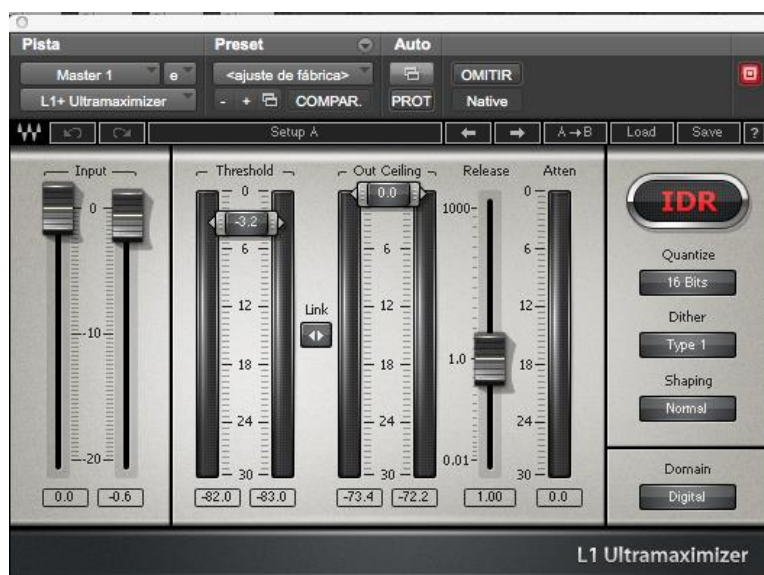 Pista Preset Auto
Master 1 e <ajuste de fábrica> OMITIR
L1+ Ultramaximizer - + COMPAR. PROT Native
Setup A A→B Load Save ?
Input Threshold Out Ceiling Release Atten
0 0 0.0 1000 0 IDR
-3.2
6 6 6 Quantize
16 Bits
-10 12 Link 12 12 Dither
Type 1
18 18 1.0 18 Shaping
Normal
24 24 24
-20 30 30 0.01 30 Domain
0.0 -0.6 -82.0 -83.0 -73.4 -72.2 1.00 0.0 Digital
L1 Ultramaximizer